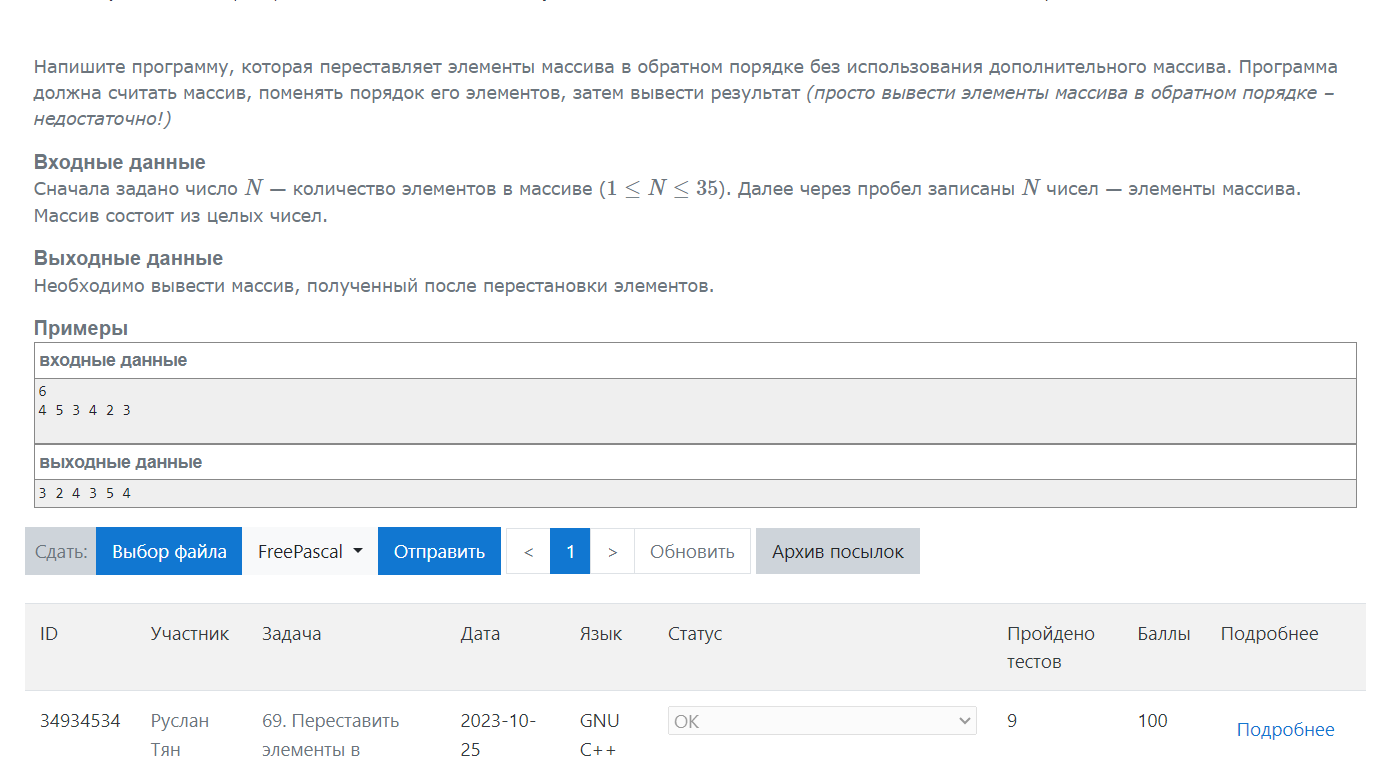 Напишите программу, которая переставляет элементы массива в обратном порядке без использования дополнительного массива. Программа
должна считать массив, поменять порядок его элементов, затем вывести результат (просто вывести элементы массива в обратном порядке –
недостаточно!)
Входные данные
Сначала задано число N — количество элементов в массиве (1 ≤ N ≤ 35). Далее через пробел записаны N чисел — элементы массива.
Массив состоит из целых чисел.
Выходные данные
Необходимо вывести массив, полученный после перестановки элементов.
Примеры
входные данные
6
4 5 3 4 2 3
выходные данные
3 2 4 3 5 4
Сдать: Выбор файла FreePascal Отправить < 1 > Обновить Архив посылок
ID Участник Задача Дата Язык Статус Пройдено Баллы Подробнее
тестов
34934534 Руслан 69. Переставить 2023-10- GNU OK 9 100 Подробнее
Тян элементы в 25 C++